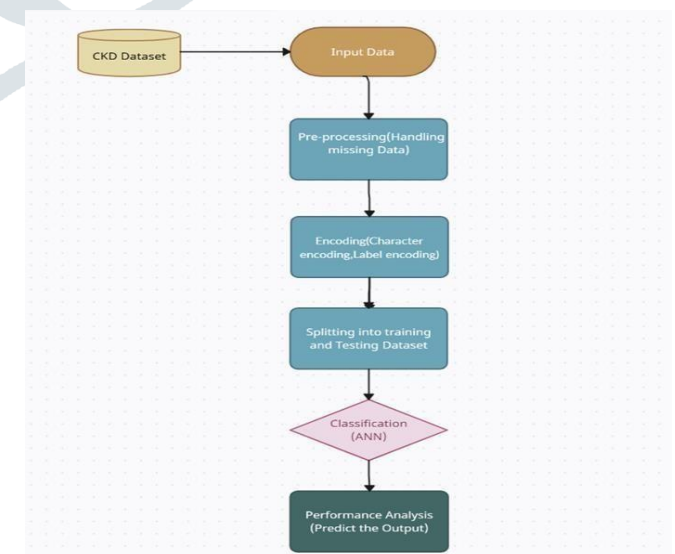 CKD Dataset
Input Data
Pre-processing(Handling
missing Data)
Encoding(Character
encoding,Label encoding)
Splitting into training
and Testing Dataset
Classification
(ANN)
Performance Analysis
(Predict the Output)